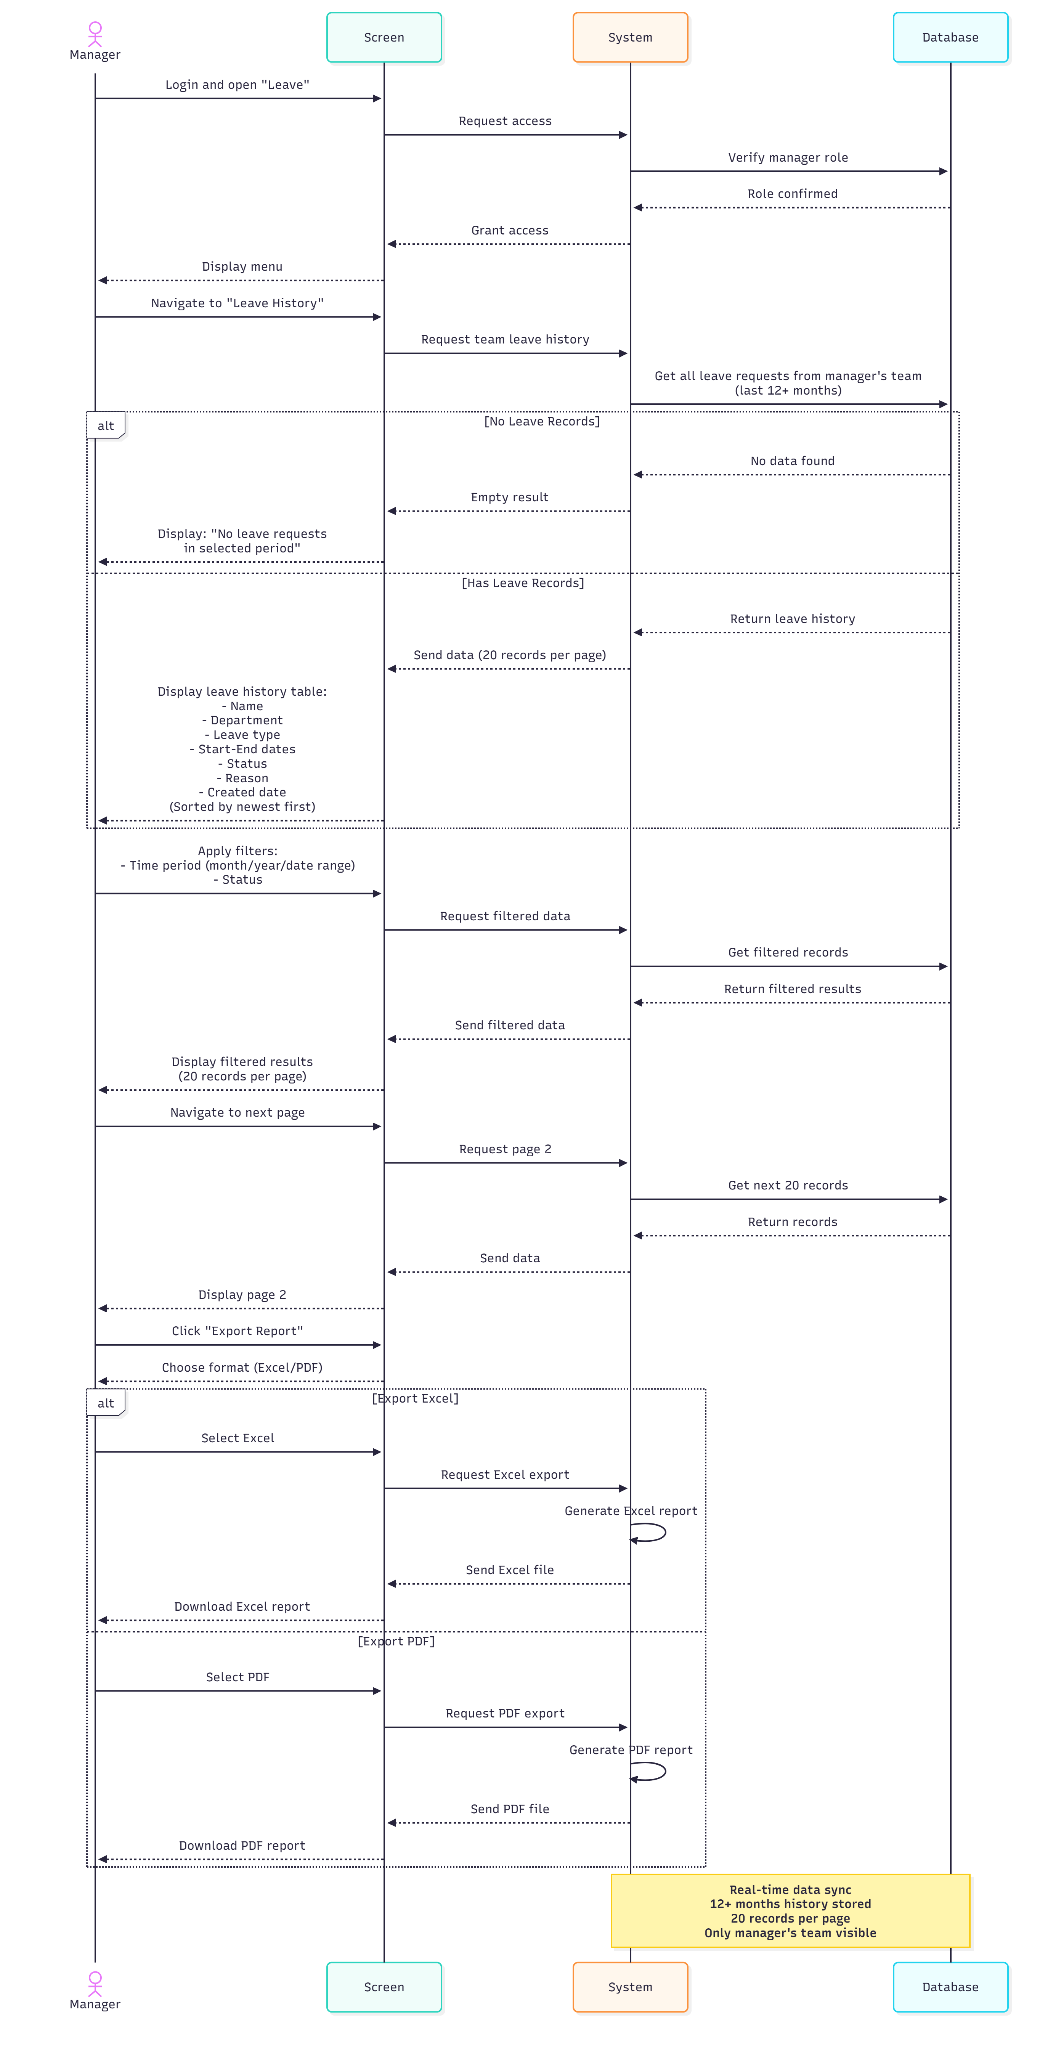 Manager
Screen
System
Database
Login and open "Leave"
Request access
Verify manager role
Role confirmed
Grant access
Display menu
Navigate to "Leave History"
Request team leave history
Get all leave requests from manager's team
(last 12+ months)
alt
[No Leave Records]
No data found
Empty result
Display: "No leave requests
in selected period"
[Has Leave Records]
Return leave history
Send data (20 records per page)
Display leave history table:
- Name
- Department
- Leave type
- Start-End dates
- Status
- Reason
- Created date
(Sorted by newest first)
Apply filters:
- Time period (month/year/date range)
- Status
Request filtered data
Get filtered records
Return filtered results
Send filtered data
Display filtered results
(20 records per page)
Navigate to next page
Request page 2
Get next 20 records
Return records
Send data
Display page 2
Click "Export Report"
Choose format (Excel/PDF)
alt
[Export Excel]
Select Excel
Request Excel export
Generate Excel report
Send Excel file
Download Excel report
[Export PDF]
Select PDF
Request PDF export
Generate PDF report
Send PDF file
Download PDF report
Real-time data sync
12+ months history stored
20 records per page
Only manager's team visible
Manager
Screen
System
Database